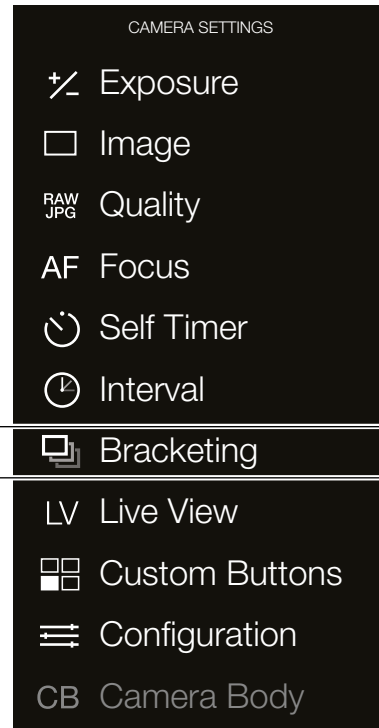 CAMERA SETTINGS
Exposure
Image
RAW
JPG Quality
AF Focus
Self Timer
Interval
Bracketing
LV Live View
Custom Buttons
Configuration
CB Camera Body